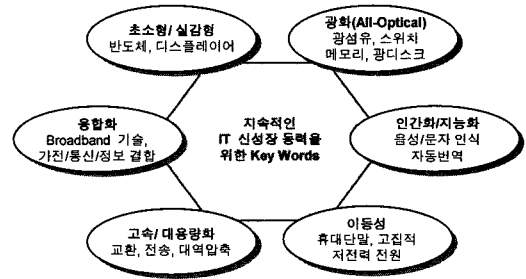 초소형/ 실감형
반도체, 디스플레이어
광화(All-Optical)
광섬유, 스위치
메모리, 광디스크
융합화
Broadband 기술,
가전/통신/정보 결합
지속적인
IT 신성장 동력을
위한 Key Words
인간화/지능화
음성/문자 인식
자동번역
고속/ 대용량화
교환, 전송, 대역압축
이동성
휴대단말, 고집적
저전력 전원